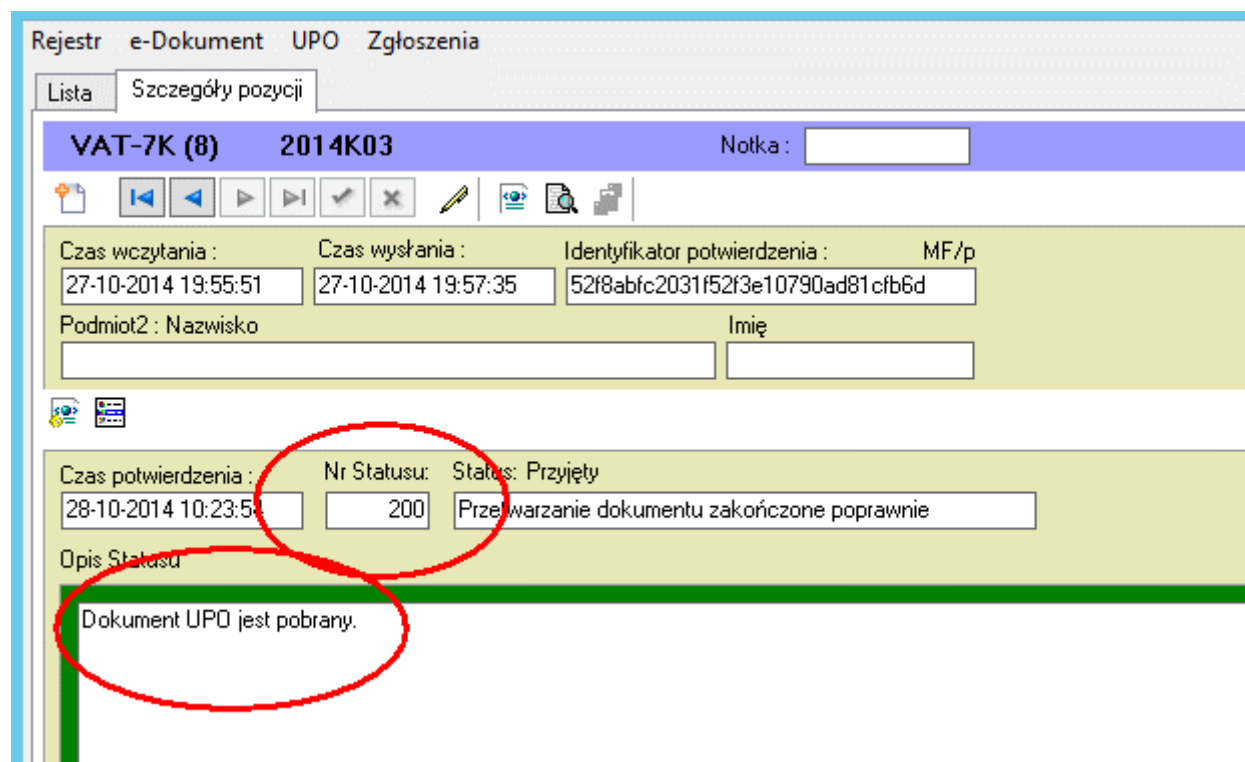 Rejestr e-Dokument UPO Zgłoszenia
Lista Szczegóły pozycji
VAT-7K (8) 2014K03 Notka :
Czas wczytania : Czas wysłania : Identyfikator potwierdzenia : MF/p
27-10-2014 19:55:51 27-10-2014 19:57:35 52f8abfc2031f52f3e10790ad81cfb6d
Podmiot2 : Nazwisko Imię
Czas potwierdzenia : Nr Statusu: Status: Przyjęty
28-10-2014 10:23:54 200 Przetwarzanie dokumentu zakończone poprawnie
Opis Statusu
Dokument UPO jest pobrany.